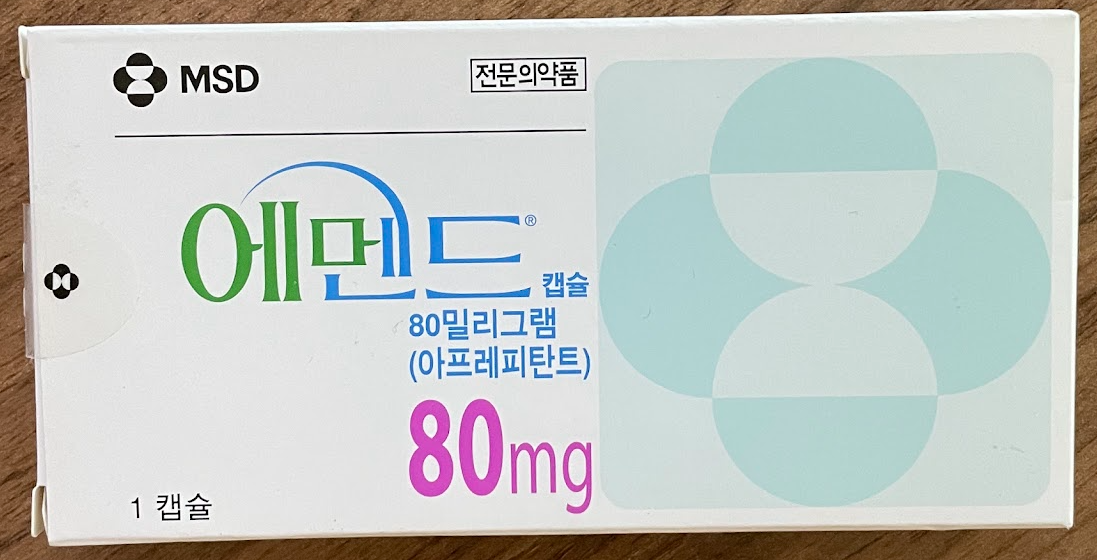 MSD
전문의약품
에멘드® 캡슐
80밀리그램
(아프레피탄트)
80mg
1 캡슐